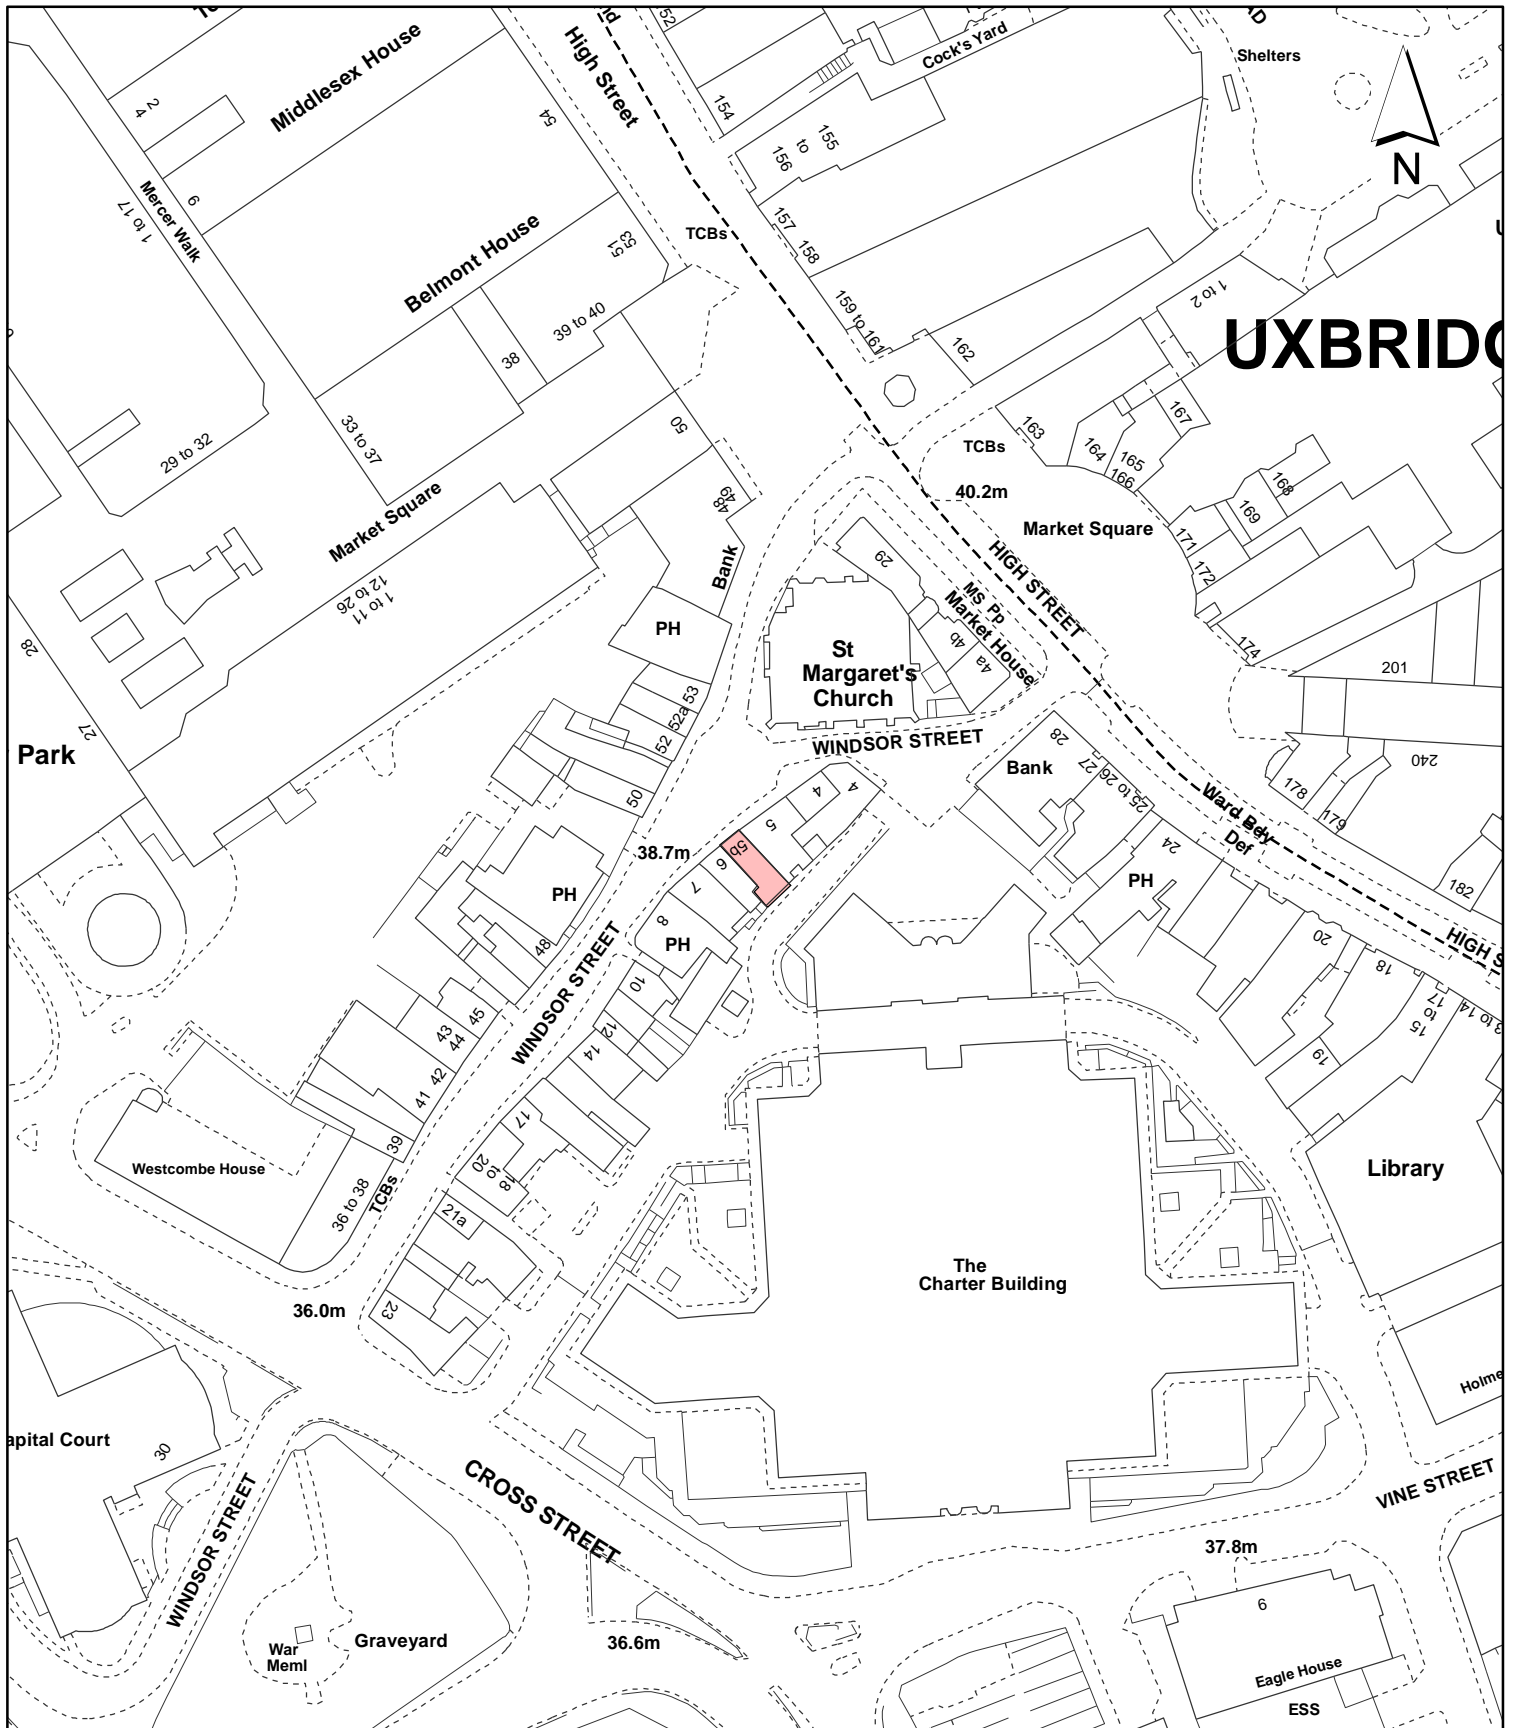 Middlesex House
2
4
High Street
152
154
54
Cock's Yard
Shelters
N
155
to
156
157
158
159 to 161
162
TCBs
Mercer Walk
1 to 17
9
Belmont House
51
53
39 to 40
38
33 to 37
29 to 32
50
1 to 2
UXBRIDG
163
164
165
166
167
168
169
171
172
174
TCBs
40.2m
Market Square
HIGH STREET
MS Pp
Market House
4b
4a
29
48
49
Bank
Market Square
1 to 11
12 to 26
28
27
Park
PH
53
52a
52
50
St
Margaret's
Church
WINDSOR STREET
201
240
28
Bank
27
25 to 26
24
PH
178
179
Ward Bdy
Def
182
HIGH S
4
4
5
5b
6
7
8
PH
38.7m
PH
48
WINDSOR STREET
10
12
14
17
18
to
20
21a
23
45
43
44
42
41
39
Westcombe House
36 to 38
TCBs
20
18
19
15
to
17
Library
The
Charter Building
36.0m
apital Court
30
WINDSOR STREET
CROSS STREET
Holme
VINE STREET
37.8m
War
Meml
Graveyard
36.6m
6
Eagle House
ESS